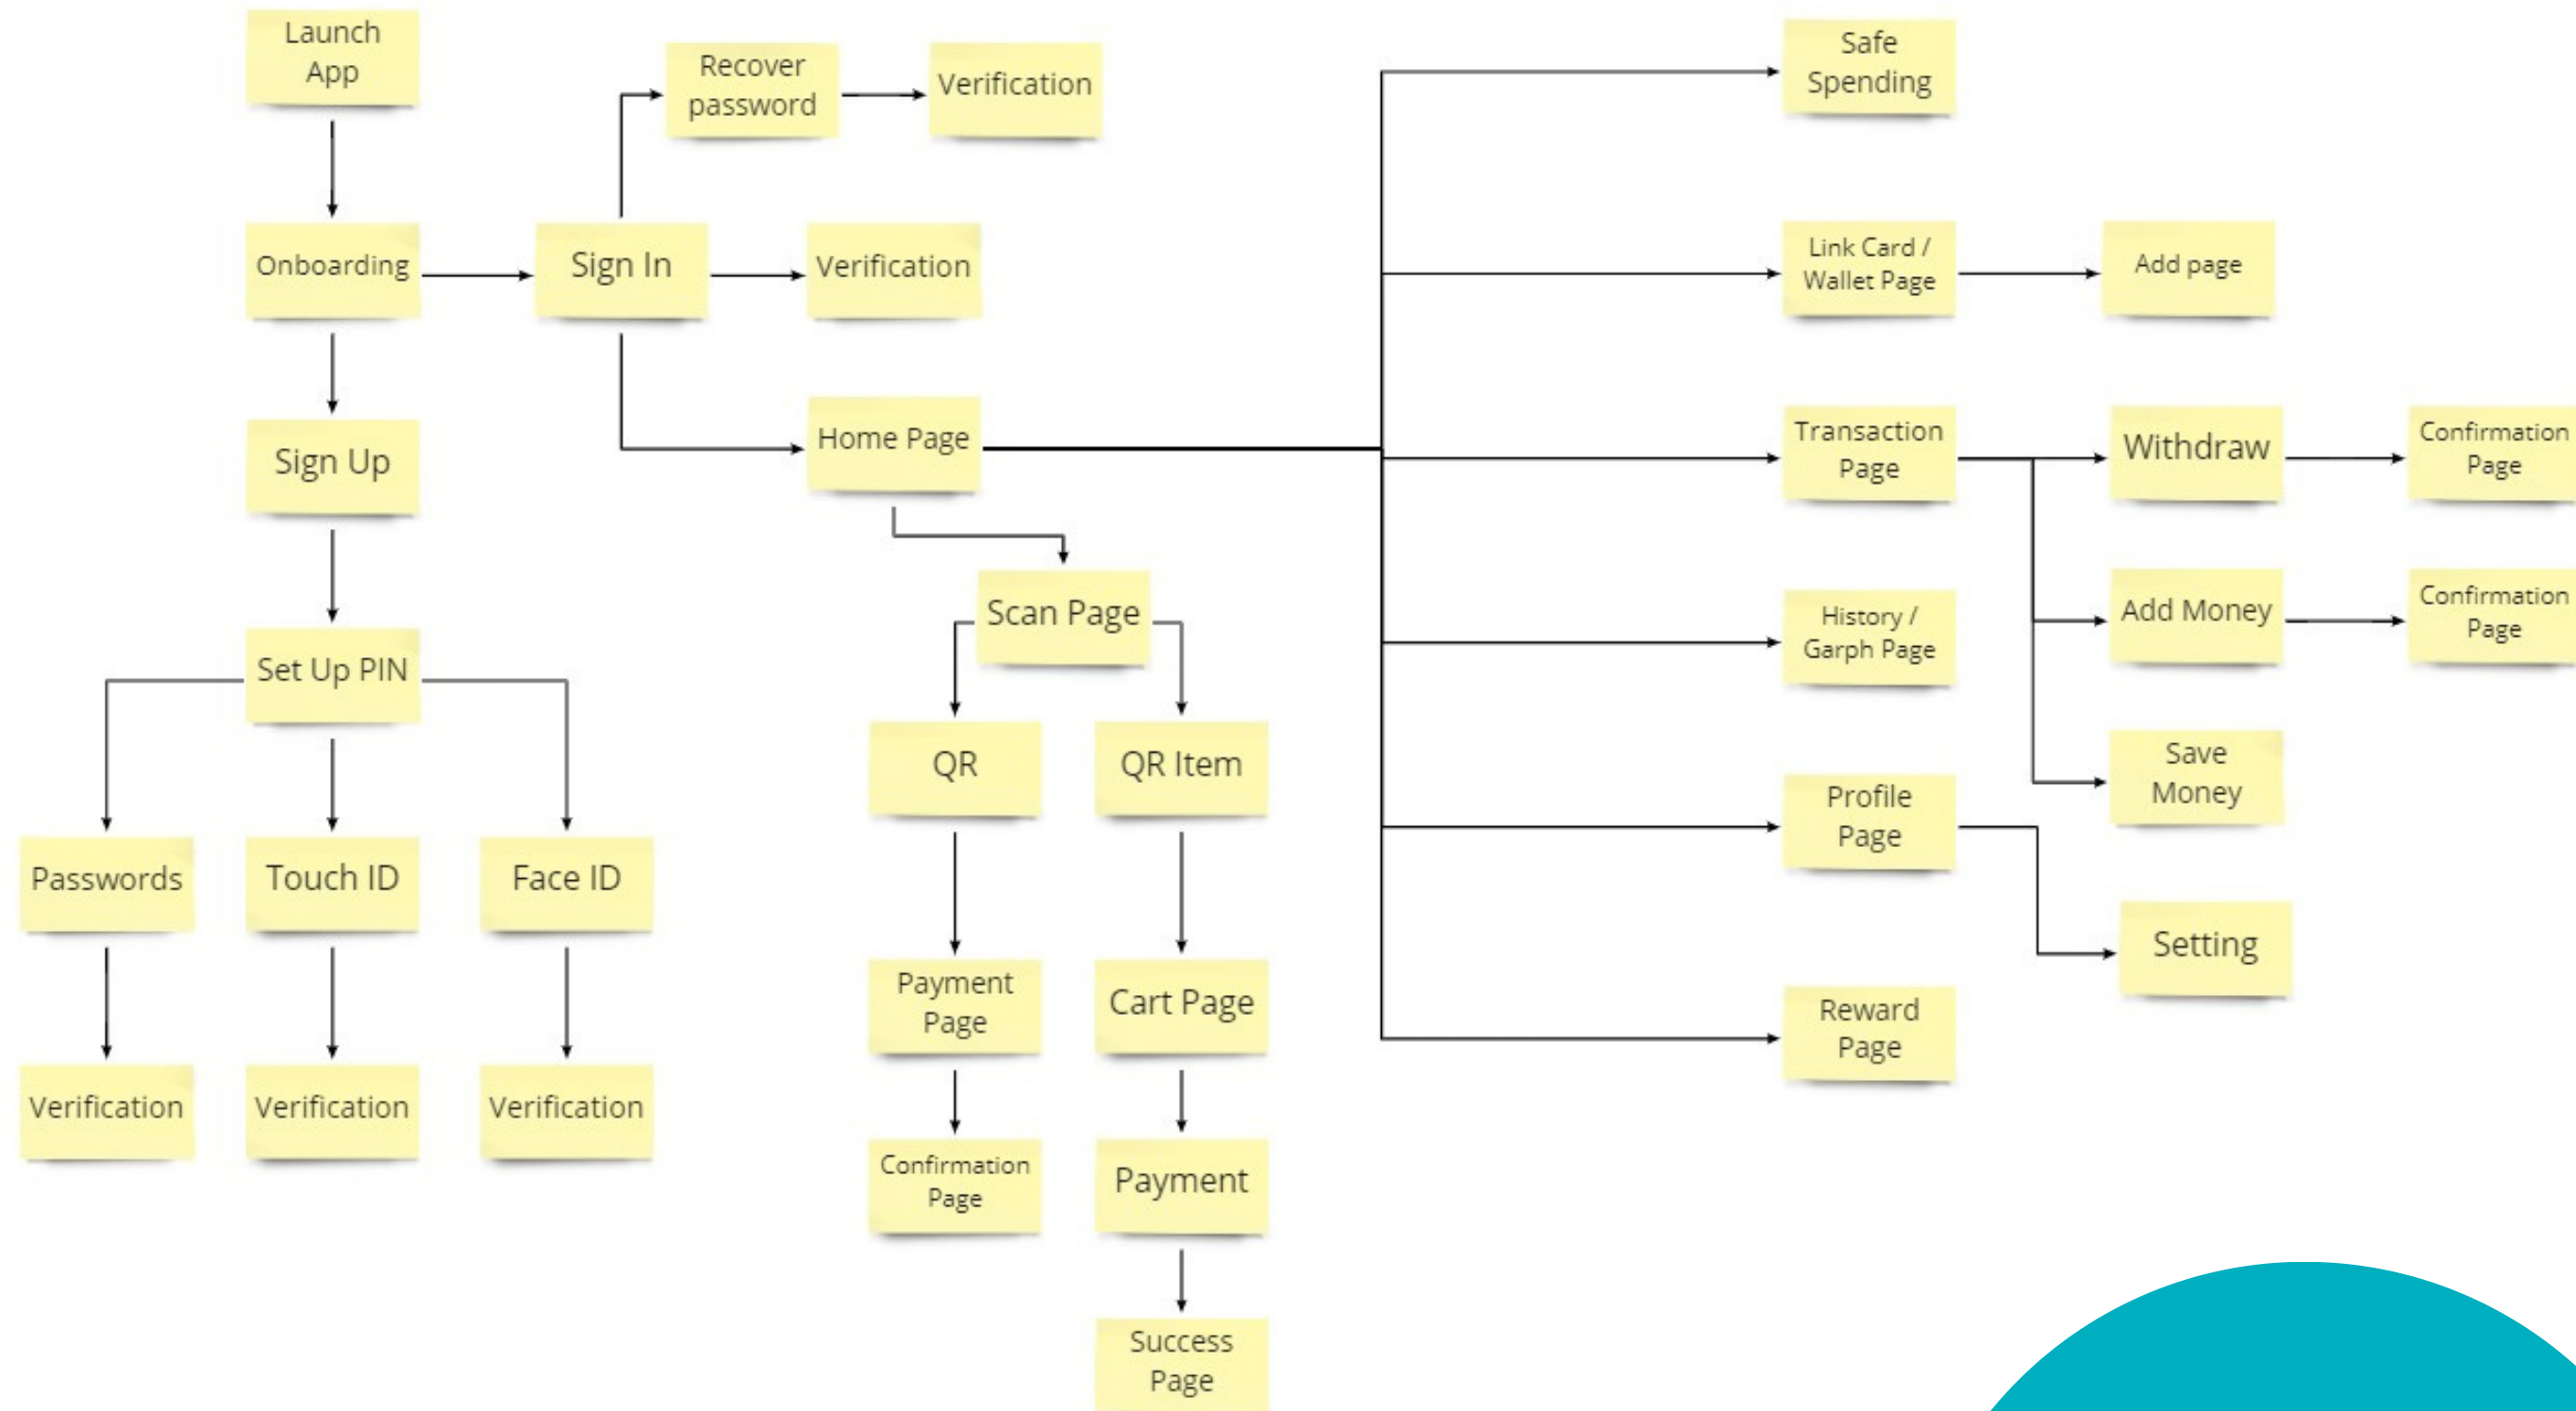 Launch
App
Recover
password
Verification
Safe
Spending
Onboarding
Sign In
Verification
Link Card /
Wallet Page
Add page
Sign Up
Home Page
Transaction
Page
Withdraw
Confirmation
Page
Set Up PIN
Scan Page
History /
Garph Page
Add Money
Confirmation
Page
QR
QR Item
Save
Money
Passwords
Touch ID
Face ID
Profile
Page
Setting
Payment
Page
Cart Page
Reward
Page
Verification
Verification
Verification
Confirmation
Page
Payment
Success
Page